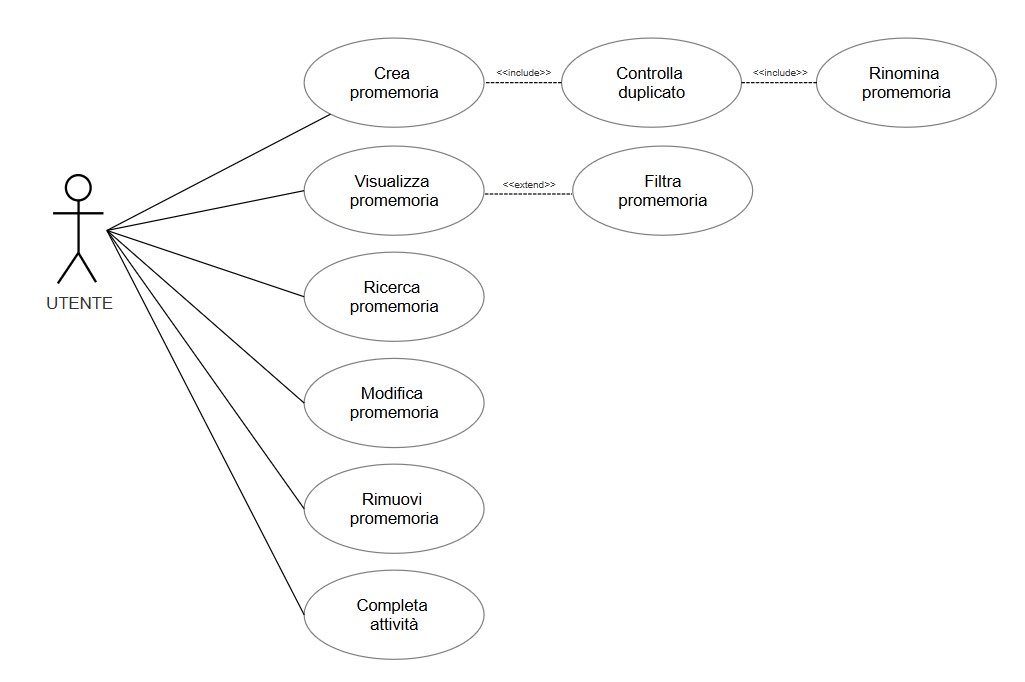 Crea
promemoria
<<include>>
Controlla
duplicato
<<include>>
Rinomina
promemoria
Visualizza
promemoria
<<extend>>
Filtra
promemoria
UTENTE
Ricerca
promemoria
Modifica
promemoria
Rimuovi
promemoria
Completa
attività